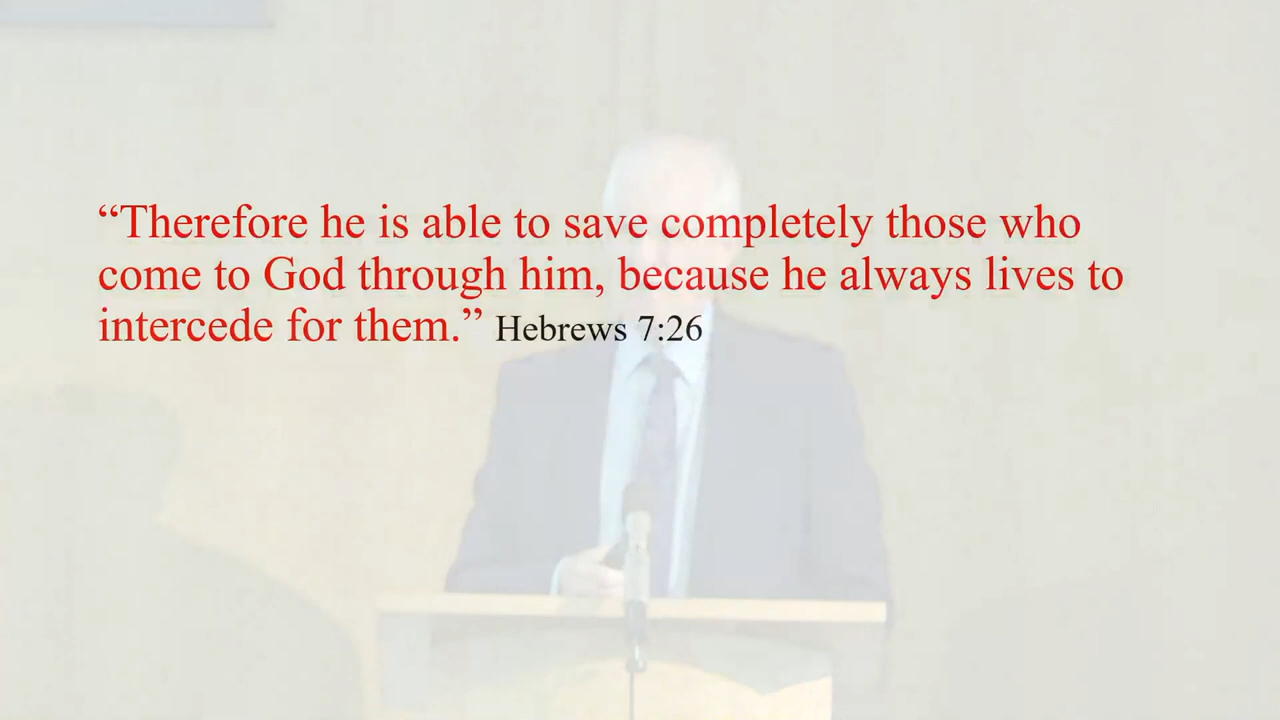 “Therefore he is able to save completely those who
come to God through him, because he always lives to
intercede for them.” Hebrews 7:26